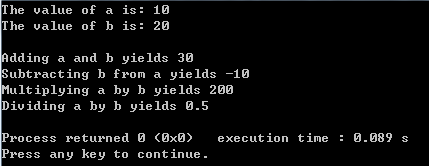 The value of a is: 10
The value of b is: 20
Adding a and b yields 30
Subtracting b from a yields -10
Multiplying a by b yields 200
Dividing a by b yields 0.5
Process returned 0 (0x0)   execution time : 0.089 s
Press any key to continue.